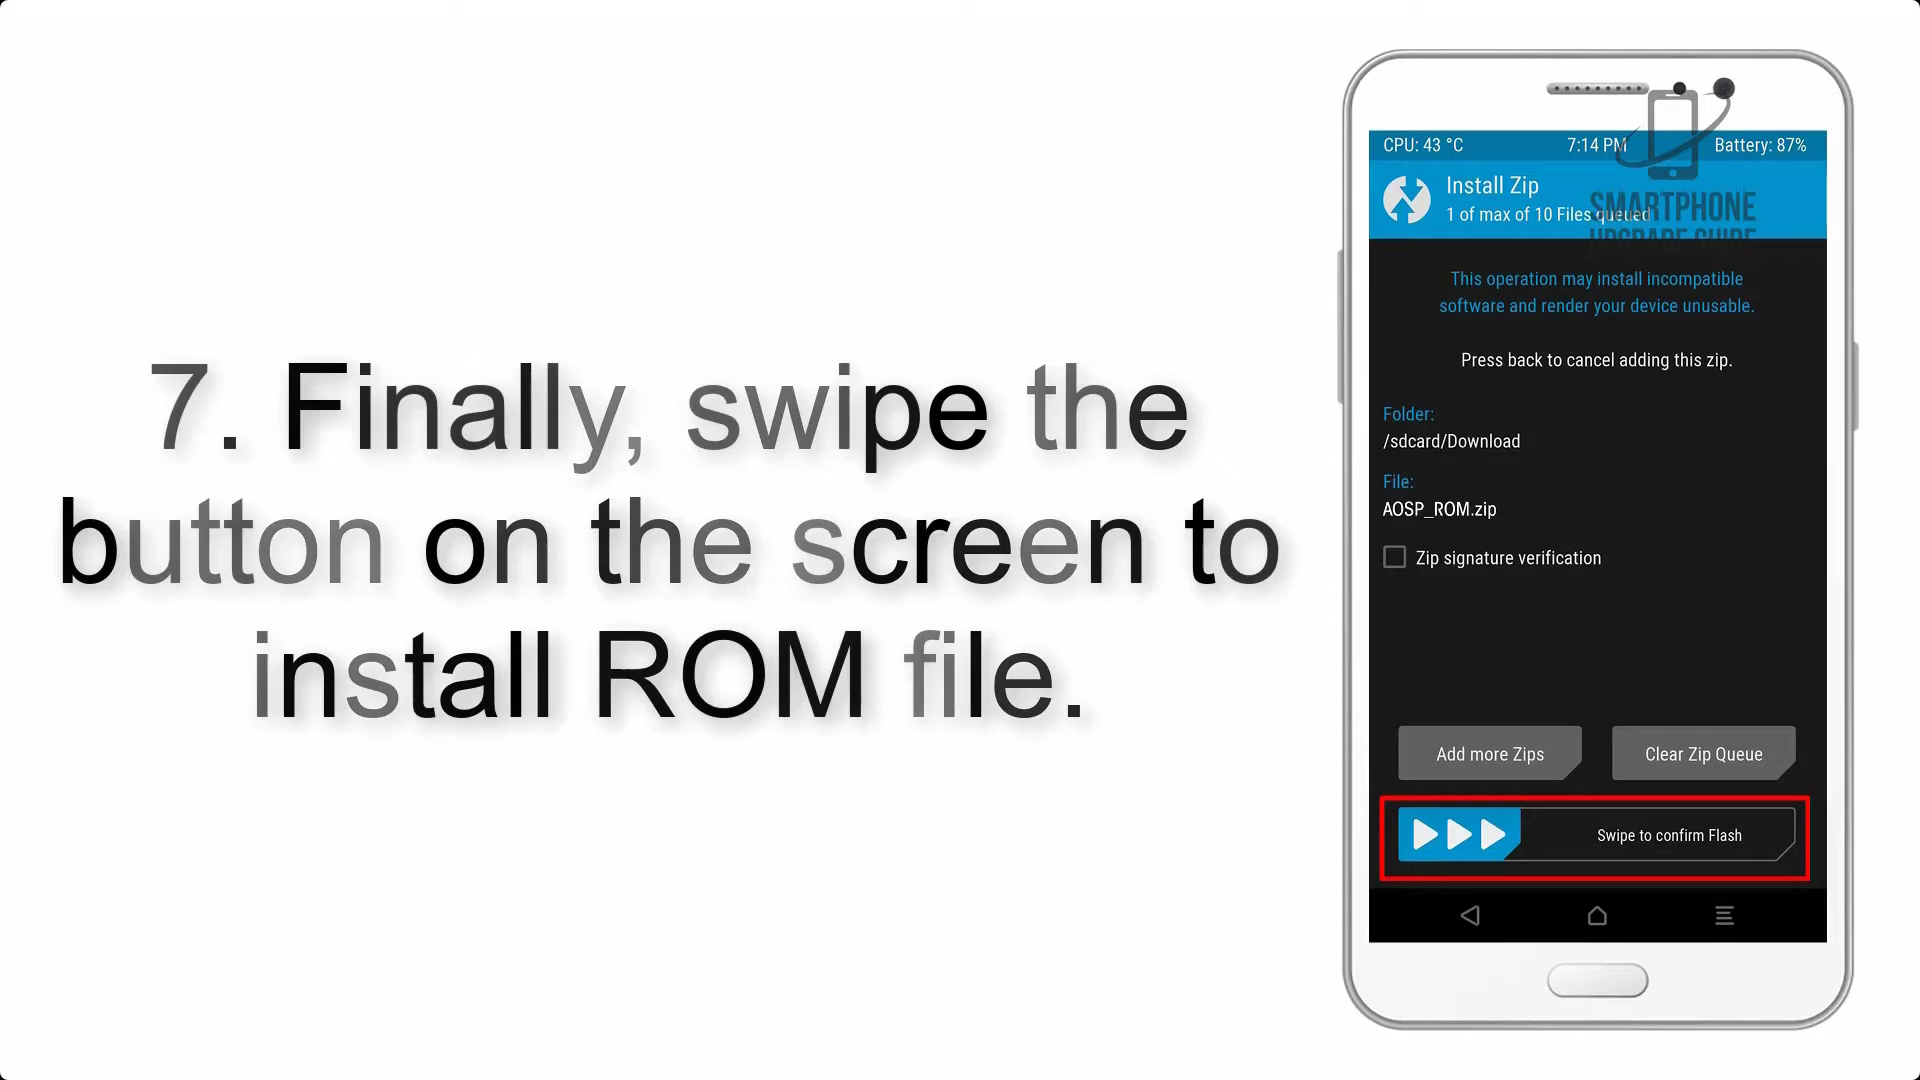 7. Finally, swipe the
button on the screen to
install ROM file.
CPU: 43 °C 7:14 PM Battery: 87%
Install Zip
1 of max of 10 Files queued
SMARTPHONE
UPGRADE GUIDE
This operation may install incompatible
software and render your device unusable.
Press back to cancel adding this zip.
Folder:
/sdcard/Download
File:
AOSP_ROM.zip
Zip signature verification
Add more Zips Clear Zip Queue
Swipe to confirm Flash